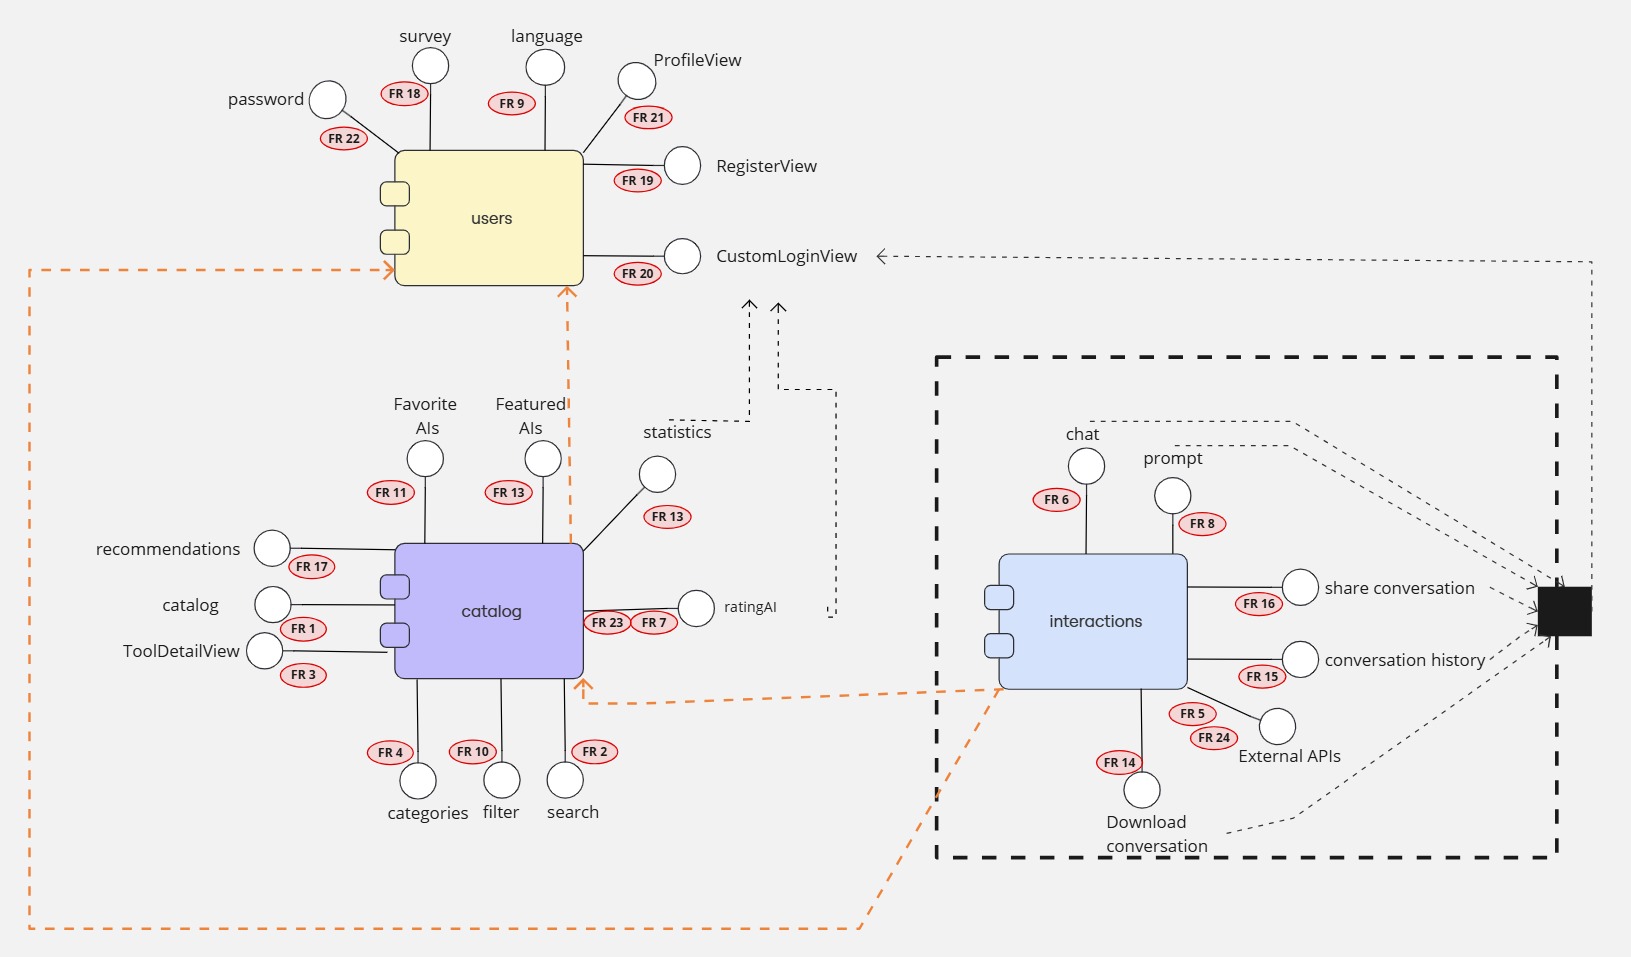 survey
language
ProfileView
password
FR 18
FR 9
FR 21
FR 22
RegisterView
FR 19
users
CustomLoginView
FR 20
Favorite
AIs
Featured
AIs
statistics
chat
prompt
FR 11
FR 13
FR 6
FR 13
FR 8
recommendations
FR 17
catalog
FR 1
catalog
ratingAI
FR 23
FR 7
interactions
share conversation
FR 16
ToolDetailView
FR 3
conversation history
FR 15
FR 5
FR 24
External APIs
FR 4
FR 10
FR 2
FR 14
categories
filter
search
Download
conversation